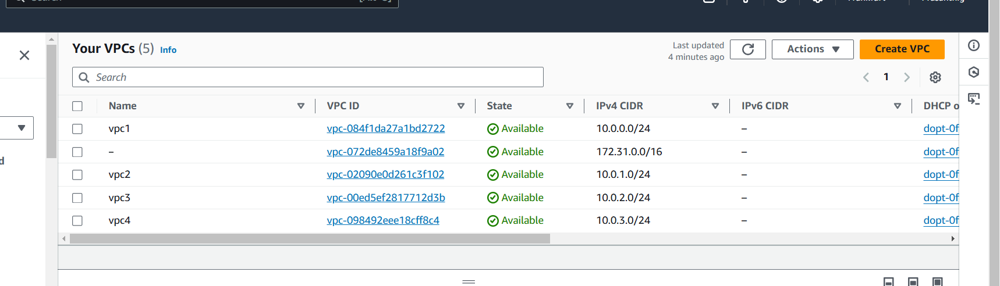 Your VPCs (5) Info
Last updated
4 minutes ago
Actions
Create VPC
Search
1
Name VPC ID State IPv4 CIDR IPv6 CIDR DHCP o
vpc1 vpc-084f1da27a1bd2722 Available 10.0.0.0/24 – dopt-0f
– vpc-072de8459a18f9a02 Available 172.31.0.0/16 – dopt-0f
d
vpc2 vpc-02090e0d261c3f102 Available 10.0.1.0/24 – dopt-0f
vpc3 vpc-00ed5ef2817712d3b Available 10.0.2.0/24 – dopt-0f
vpc4 vpc-098492eee18cff8c4 Available 10.0.3.0/24 – dopt-0f